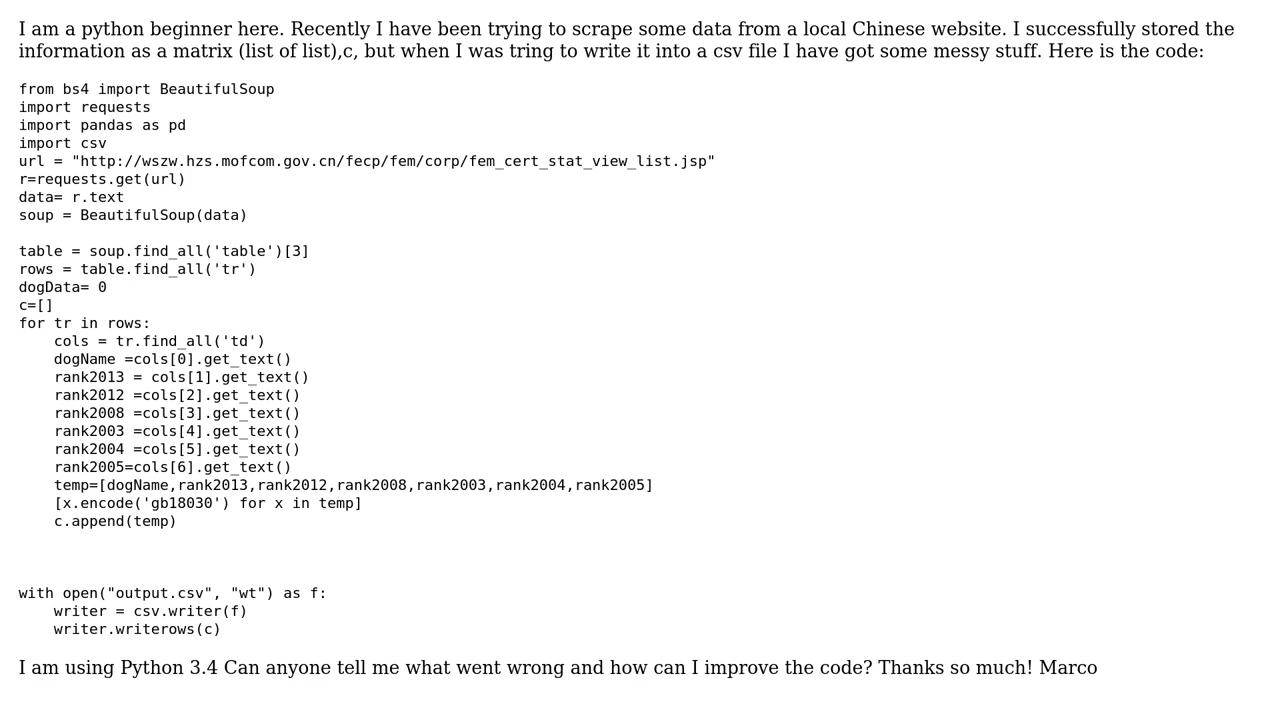 I am a python beginner here. Recently I have been trying to scrape some data from a local Chinese website. I successfully stored the
information as a matrix (list of list),c, but when I was tring to write it into a csv file I have got some messy stuff. Here is the code:
from bs4 import BeautifulSoup
import requests
import pandas as pd
import csv
url = "http://wszw.hzs.mofcom.gov.cn/fecp/fem/corp/fem_cert_stat_view_list.jsp"
r=requests.get(url)
data= r.text
soup = BeautifulSoup(data)
table = soup.find_all('table')[3]
rows = table.find_all('tr')
dogData= 0
c=[]
for tr in rows:
    cols = tr.find_all('td')
    dogName =cols[0].get_text()
    rank2013 = cols[1].get_text()
    rank2012 =cols[2].get_text()
    rank2008 =cols[3].get_text()
    rank2003 =cols[4].get_text()
    rank2004 =cols[5].get_text()
    rank2005=cols[6].get_text()
    temp=[dogName,rank2013,rank2012,rank2008,rank2003,rank2004,rank2005]
    [x.encode('gb18030') for x in temp]
    c.append(temp)
with open("output.csv", "wt") as f:
    writer = csv.writer(f)
    writer.writerows(c)
I am using Python 3.4 Can anyone tell me what went wrong and how can I improve the code? Thanks so much! Marco